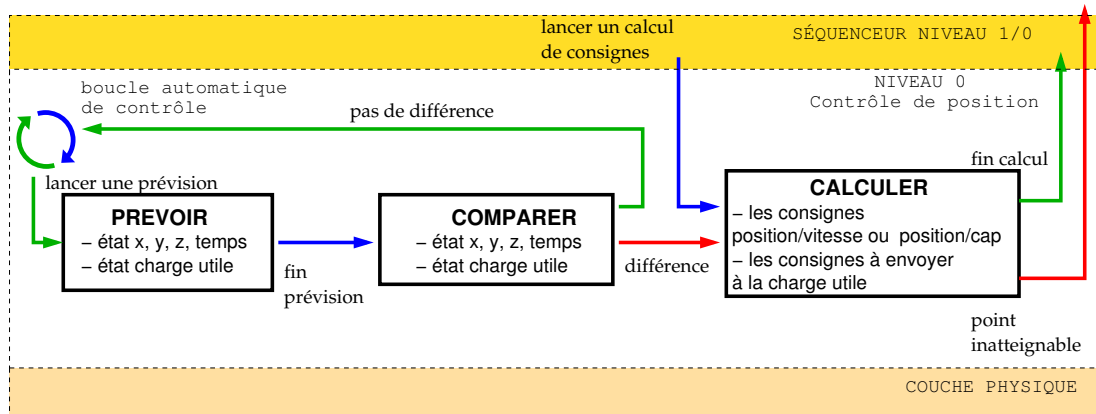 lancer un calcul
de consignes
SÉQUENCEUR NIVEAU 1/0
boucle automatique
de contrôle
NIVEAU 0
Contrôle de position
pas de différence
fin calcul
lancer une prévision
PREVOIR
– état x, y, z, temps
– état charge utile
fin
prévision
COMPARER
– état x, y, z, temps
– état charge utile
différence
CALCULER
– les consignes
position/vitesse ou position/cap
– les consignes à envoyer
à la charge utile
point
inatteignable
COUCHE PHYSIQUE